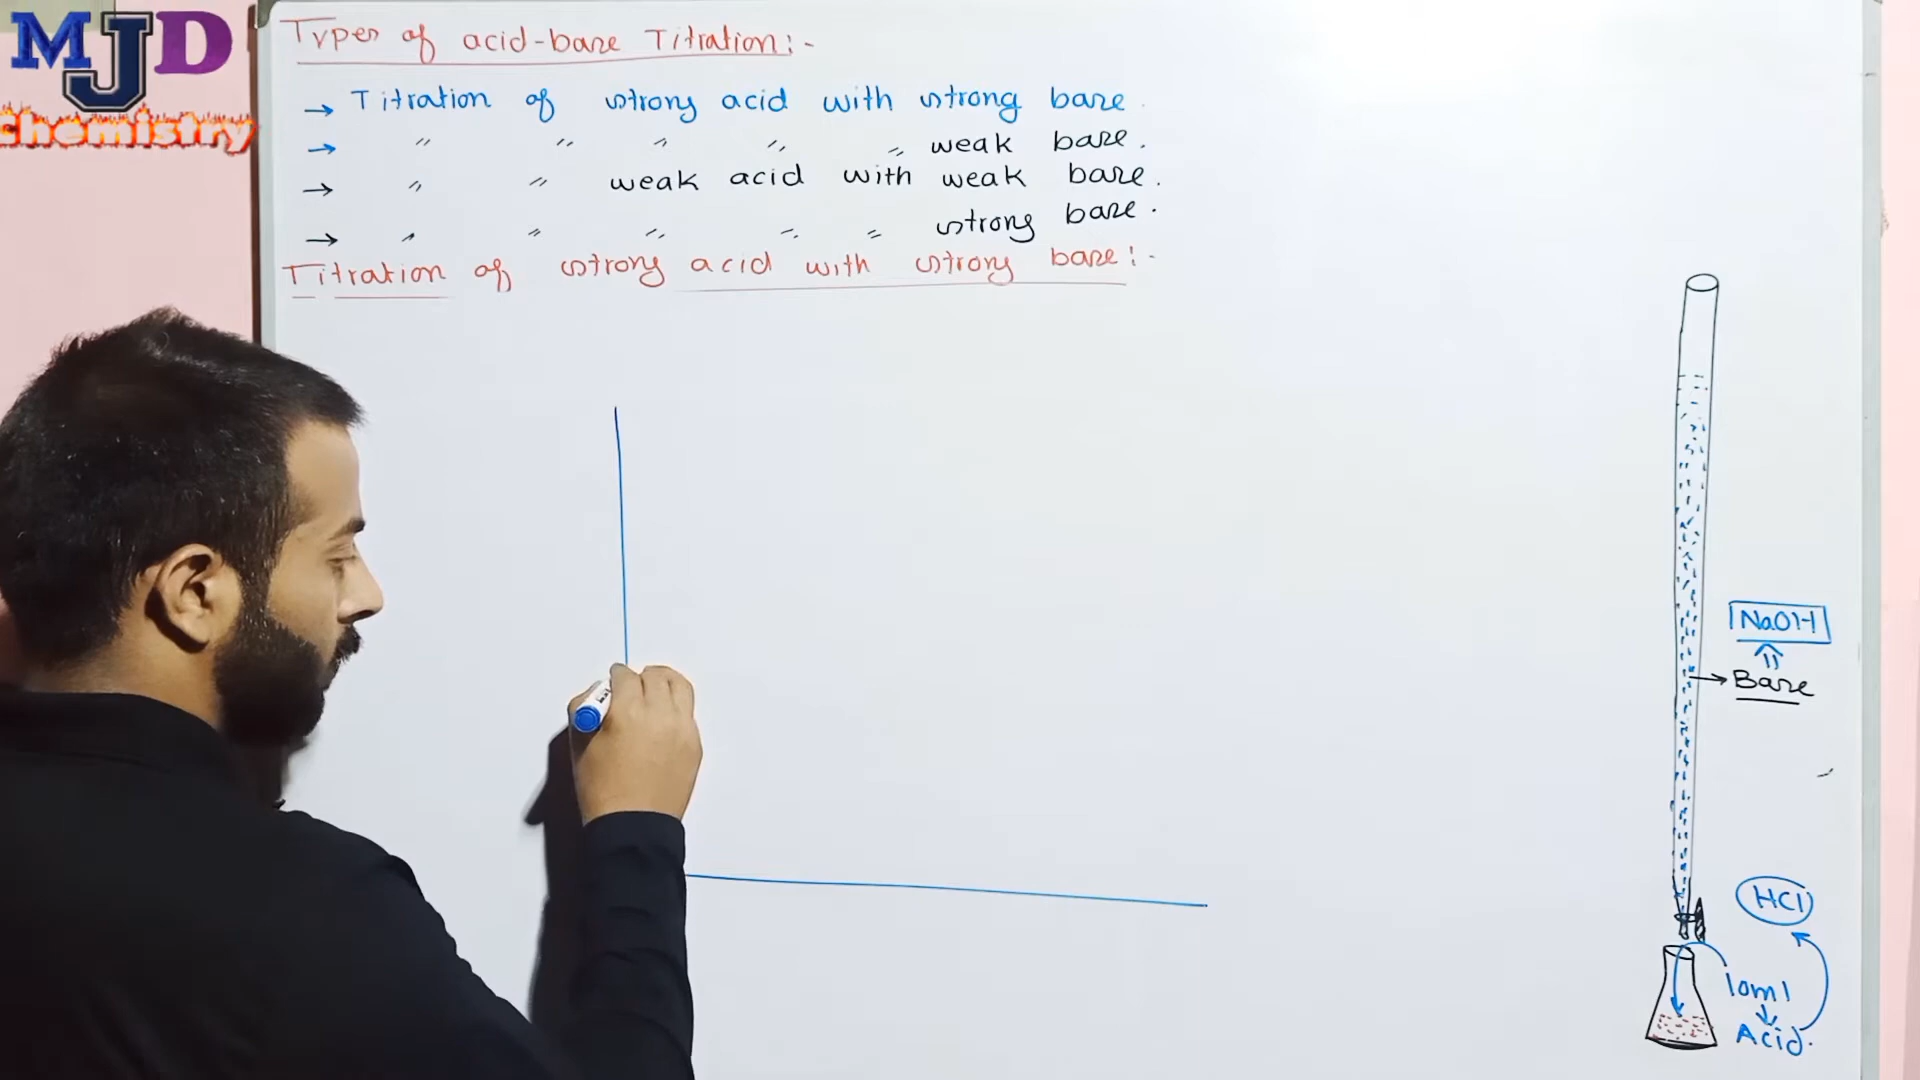 MJD
Chemistry
Types of acid-base Titration:-
→ Titration of strong acid with strong base.
→ " " " " " weak base.
→ " " weak acid with weak base.
→ " " " " " strong base.
Titration of strong acid with strong base:-
NaOH
Base
HCl
10ml
Acid.